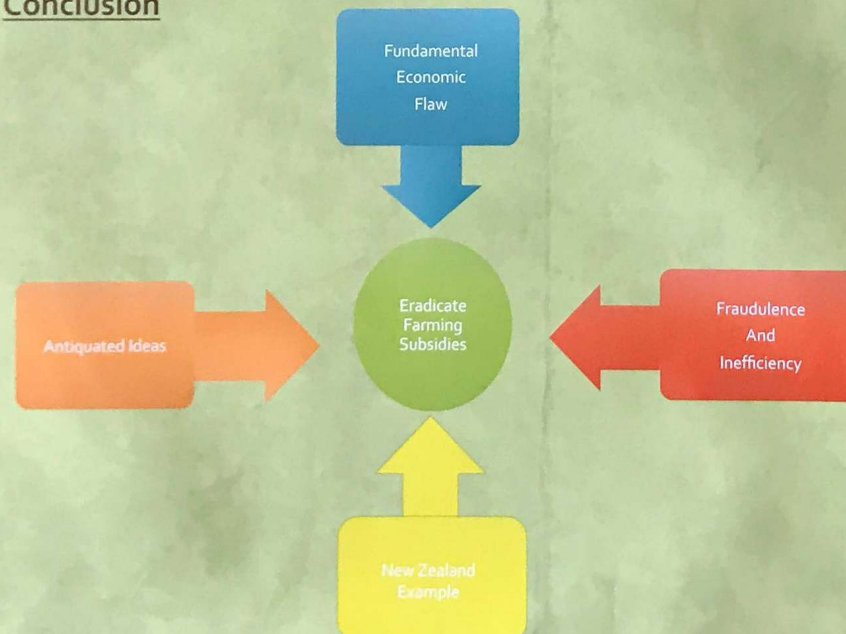 Conclusion
Fundamental
Economic
Flaw
Antiquated Ideas
Eradicate
Farming
Subsidies
Fraudulence
And
Inefficiency
New Zealand
Example